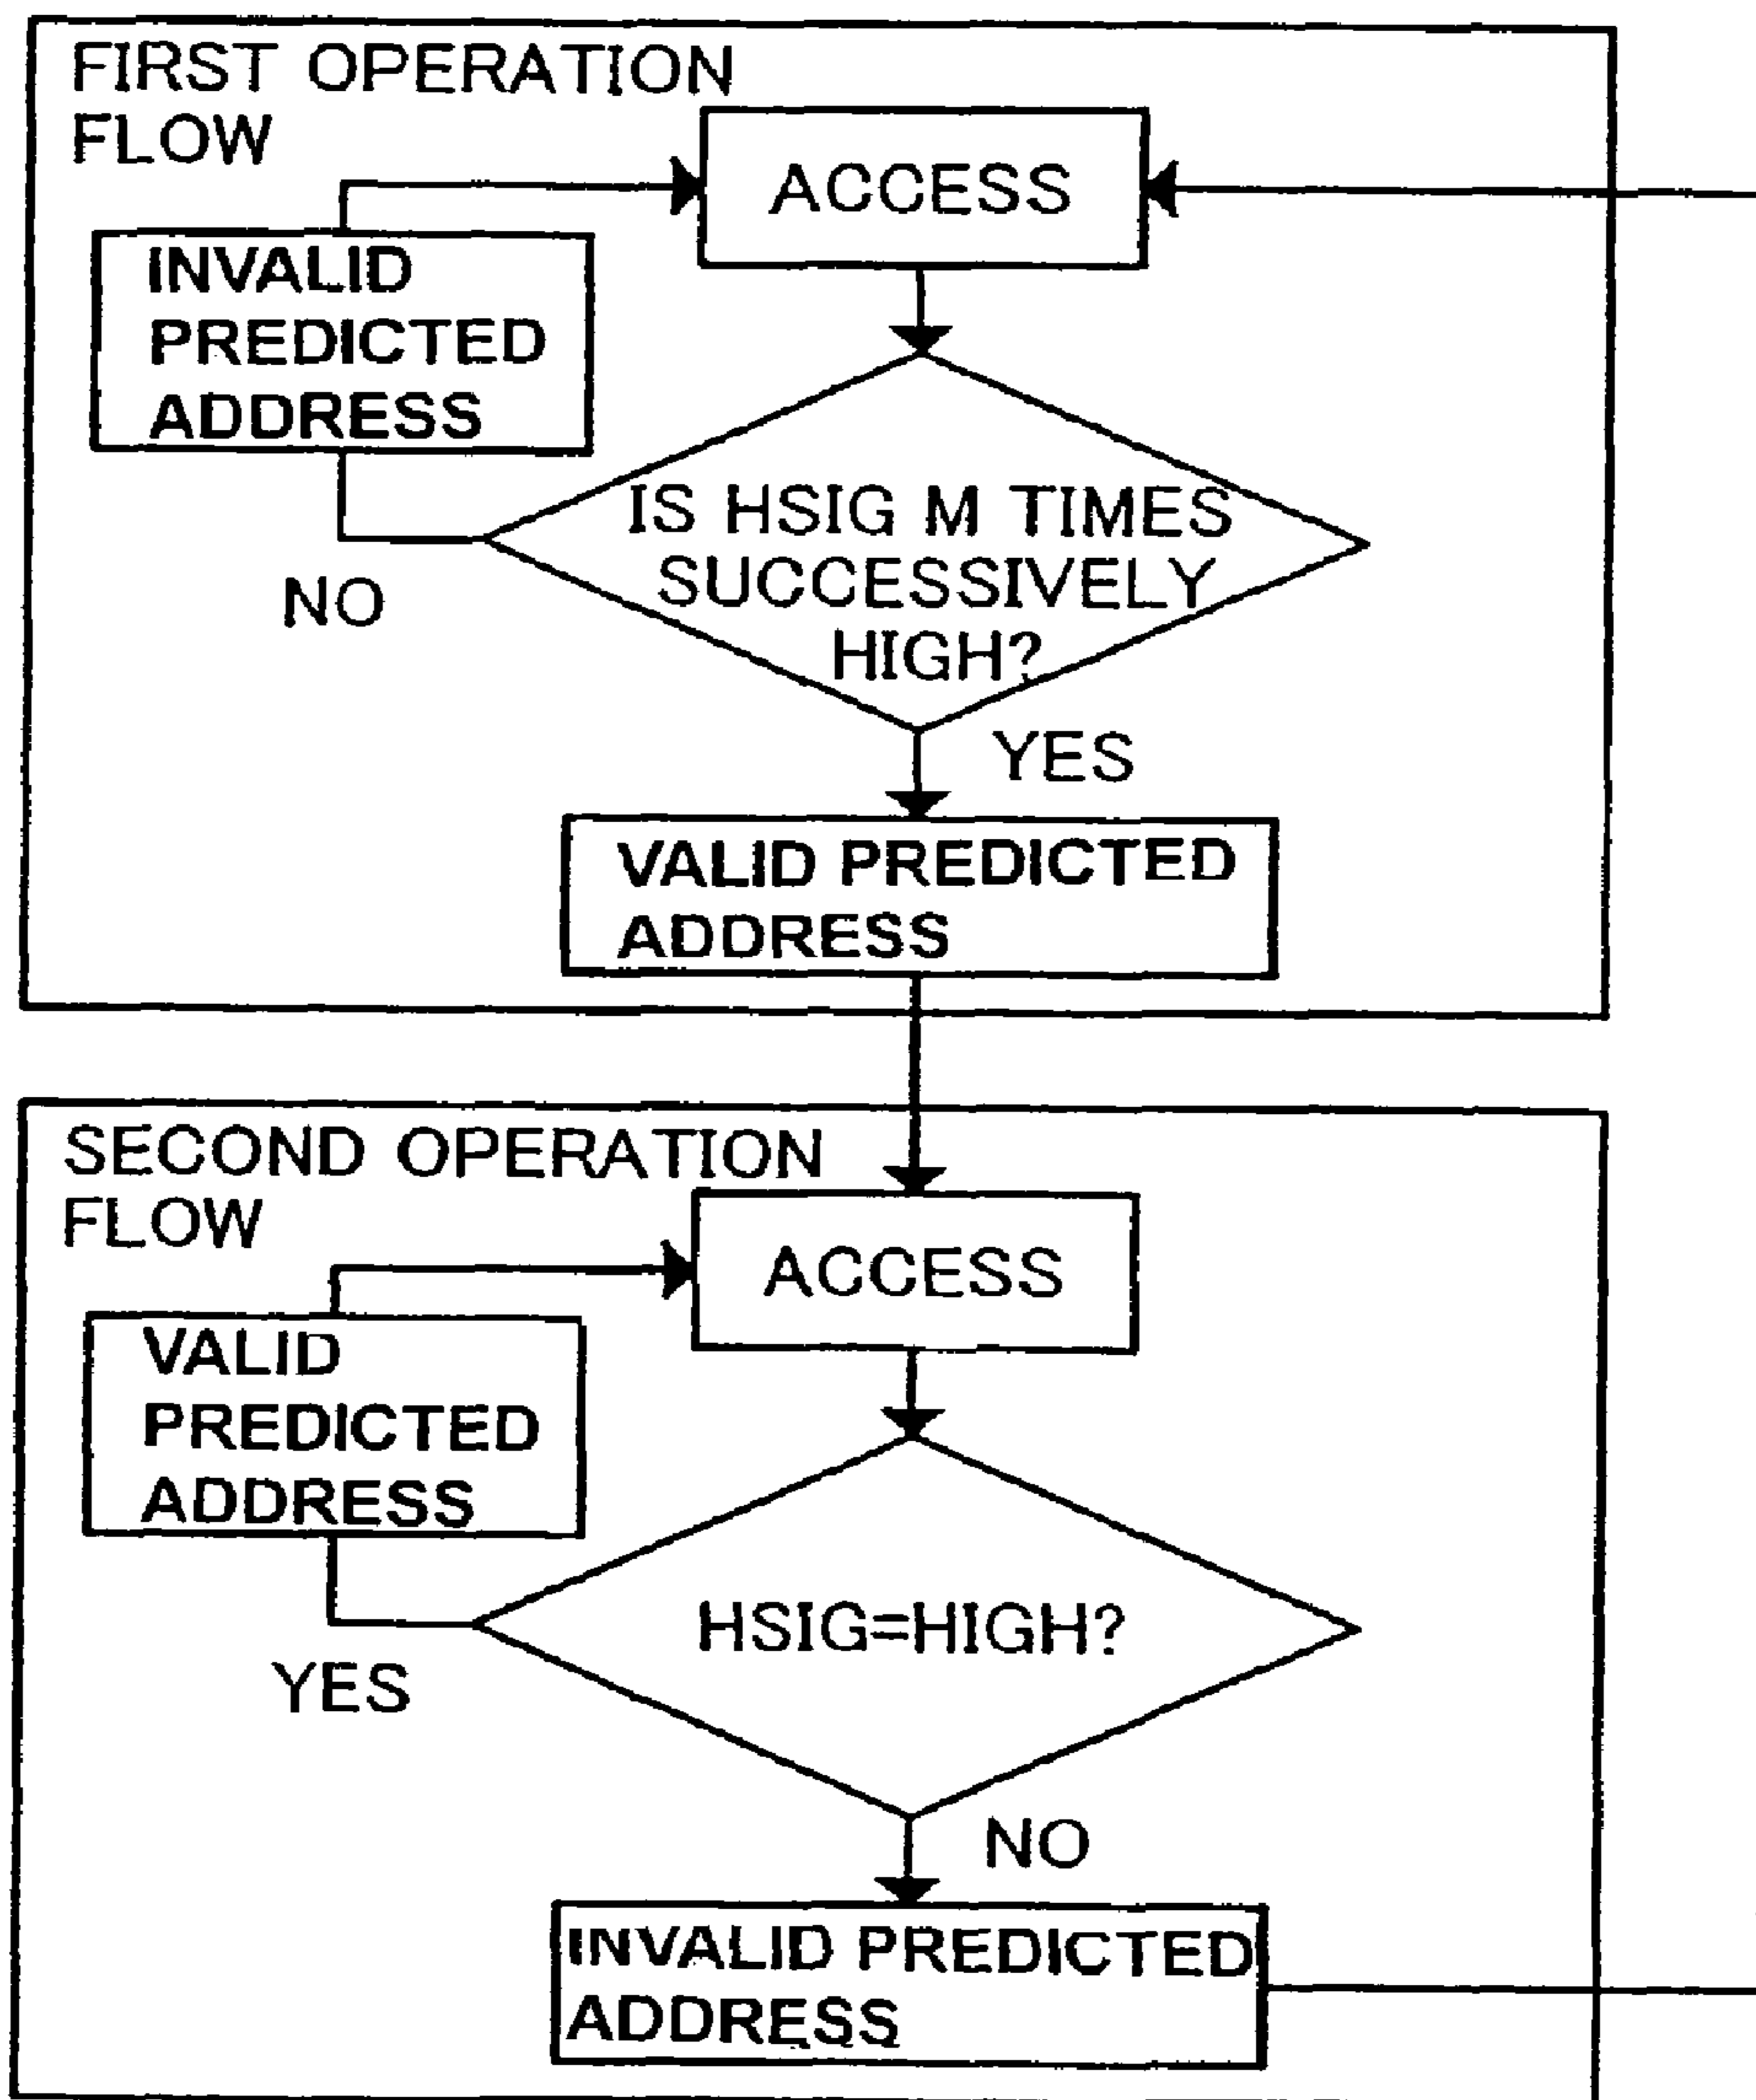 FIRST OPERATION
FLOW
ACCESS
INVALID
PREDICTED
ADDRESS
IS HSIG M TIMES
SUCCESSIVELY
HIGH?
NO
YES
VALID PREDICTED
ADDRESS
SECOND OPERATION
FLOW
ACCESS
VALID
PREDICTED
ADDRESS
HSIG=HIGH?
YES
NO
INVALID PREDICTED
ADDRESS